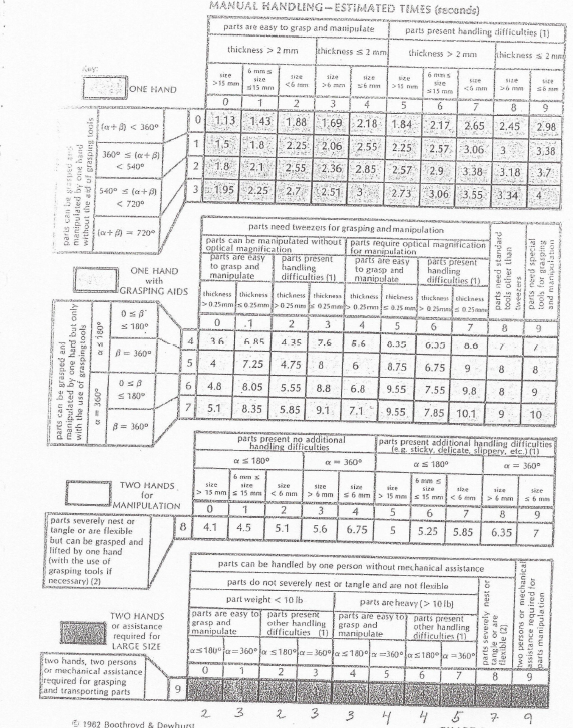 MANUAL HANDLING—ESTIMATED TIMES (seconds)
parts are easy to grasp and manipulate parts present handling difficulties (1)
thickness > 2 mm thickness ≤ 2 mm thickness > 2 mm thickness ≤ 2 mm
Key:
ONE HAND
size >15 mm 6 mm ≤ size ≤15 mm size <6 mm size >6 mm size ≤6 mm size >15 mm 6 mm ≤ size ≤15 mm size <6 mm size >6 mm size ≤6 mm
0 1 2 3 4 5 6 7 8 9
parts can be grasped and manipulated by one hand without the aid of grasping tools
(α+β) < 360° 0 1.13 1.43 1.88 1.69 2.18 1.84 2.17 2.65 2.45 2.98
360° ≤ (α+β) < 540° 1 1.5 1.8 2.25 2.06 2.55 2.25 2.57 3.06 3 3.38
540° ≤ (α+β) < 720° 2 1.8 2.1 2.55 2.36 2.85 2.57 2.9 3.38 3.18 3.7
(α+β) = 720° 3 1.95 2.25 2.7 2.51 3 2.73 3.06 3.55 3.34 4
parts need tweezers for grasping and manipulation
parts can be manipulated without optical magnification parts require optical magnification for manipulation
parts are easy to grasp and manipulate parts present handling difficulties (1) parts are easy to grasp and manipulate parts present handling difficulties (1)
parts need standard tools other than tweezers
parts need special tools for grasping and manipulation
ONE HAND
with
GRASPING AIDS
thickness > 0.25mm thickness ≤ 0.25mm thickness > 0.25mm thickness ≤ 0.25mm thickness > 0.25mm thickness ≤ 0.25mm thickness > 0.25mm thickness ≤ 0.25mm
0 1 2 3 4 5 6 7 8 9
parts can be grasped and manipulated by one hand but only with the use of grasping tools
α ≤ 180° 0 ≤ β ≤ 180° 4 3.6 6.85 4.35 7.6 5.6 8.35 6.35 8.6 7 7
β = 360° 5 4 7.25 4.75 8 6 8.75 6.75 9 8 8
α = 360° 0 ≤ β ≤ 180° 6 4.8 8.05 5.55 8.8 6.8 9.55 7.55 9.8 8 9
β = 360° 7 5.1 8.35 5.85 9.1 7.1 9.55 7.85 10.1 9 10
parts present no additional handling difficulties parts present additional handling difficulties (e.g. sticky, delicate, slippery, etc.) (1)
α ≤ 180° α = 360° α ≤ 180° α = 360°
TWO HANDS
for
MANIPULATION
size > 15 mm 6 mm ≤ size ≤ 15 mm size < 6 mm size > 6 mm size ≤ 6 mm size > 15 mm 6 mm ≤ size ≤ 15 mm size < 6 mm size > 6 mm size ≤ 6 mm
0 1 2 3 4 5 6 7 8 9
parts severely nest or tangle or are flexible but can be grasped and lifted by one hand (with the use of grasping tools if necessary) (2)
8 4.1 4.5 5.1 5.6 6.75 5 5.25 5.85 6.35 7
parts can be handled by one person without mechanical assistance
parts do not severely nest or tangle and are not flexible
part weight < 10 lb parts are heavy (> 10 lb)
parts are easy to grasp and manipulate parts present other handling difficulties (1) parts are easy to grasp and manipulate parts present other handling difficulties (1)
parts severely nest or tangle or are flexible (2)
two persons or mechanical assistance required for parts manipulation
TWO HANDS
or assistance
required for
LARGE SIZE
α ≤ 180° α = 360° α ≤ 180° α = 360° α ≤ 180° α = 360° α ≤ 180° α = 360°
0 1 2 3 4 5 6 7 8 9
two hands, two persons or mechanical assistance required for grasping and transporting parts
9
2 3 2 3 3 4 4 5 7 9
© 1982 Boothroyd & Dewhurst